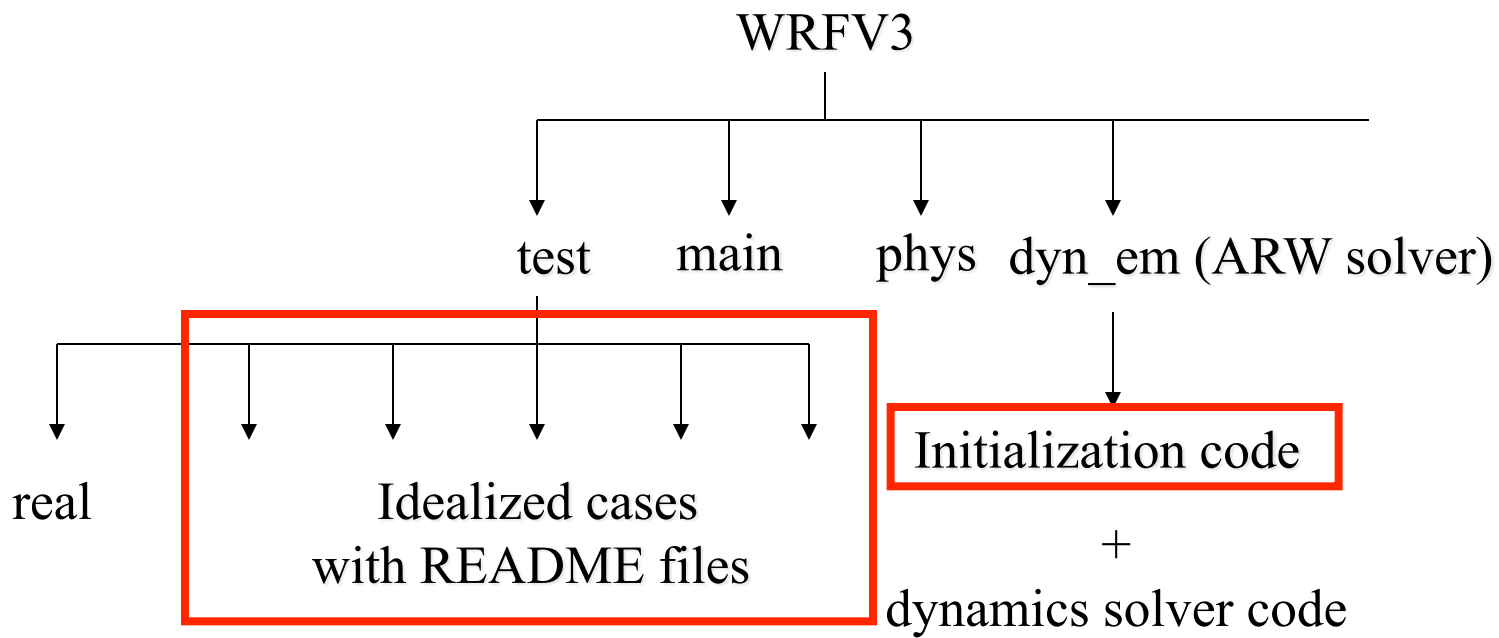 WRFV3
test
main
phys
dyn_em (ARW solver)
real
Idealized cases
with README files
Initialization code
+
dynamics solver code